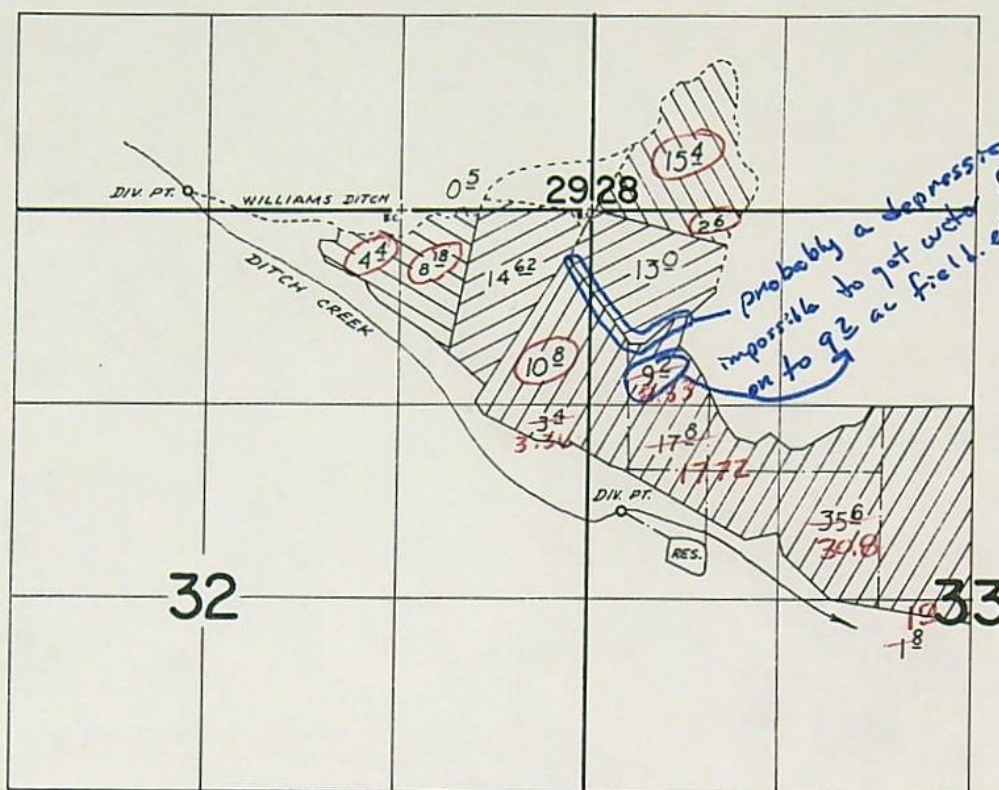 15 4
DIV. PT.
WILLIAMS DITCH
0 5
29 28
2 6
4 4
8 18
14 62
13 0
DITCH CREEK
10 8
9 2
probably a depression
impossible to get water
on to 9 2 ac field.
3 4
3.36
17 8
17.72
DIV. PT.
35 6
30.8
RES.
32
33
1 8